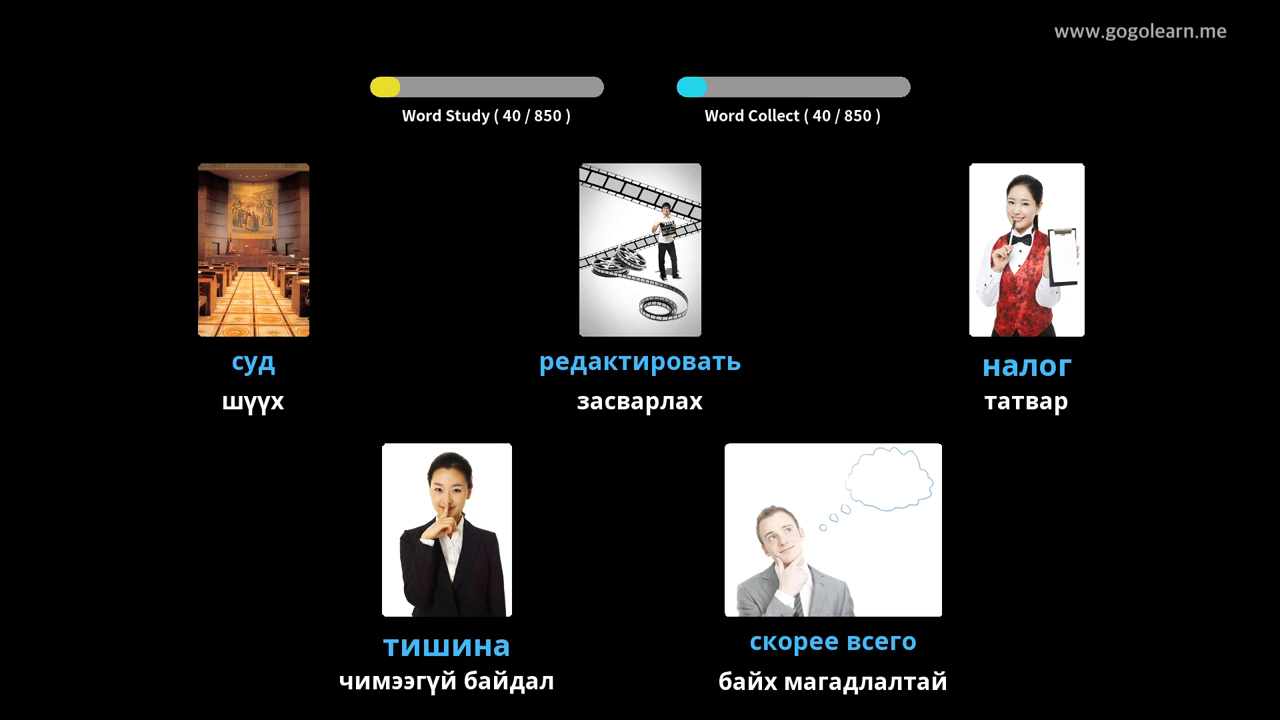 www.gogolearn.me
Word Study ( 40 / 850 )
Word Collect ( 40 / 850 )
суд
шүүх
редактировать
засварлах
налог
татвар
тишина
чимээгүй байдал
скорее всего
байх магадлалтай